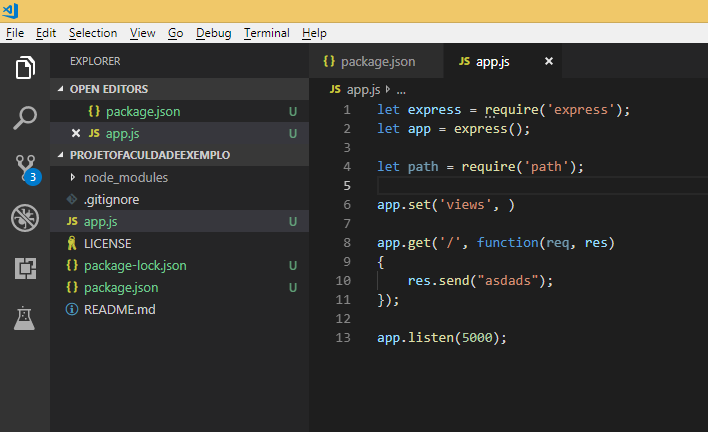 File Edit Selection View Go Debug Terminal Help
EXPLORER
OPEN EDITORS
{} package.json U
× JS app.js U
PROJETOFACULDADEEXEMPLO
node_modules
.gitignore
JS app.js U
LICENSE
{} package-lock.json U
{} package.json U
README.md
3
{} package.json JS app.js ×
JS app.js ▸ ...
1 let express = require('express');
2 let app = express();
3
4 let path = require('path');
5
6 app.set('views', )
7
8 app.get('/', function(req, res)
9 {
10 res.send("asdads");
11 });
12
13 app.listen(5000);